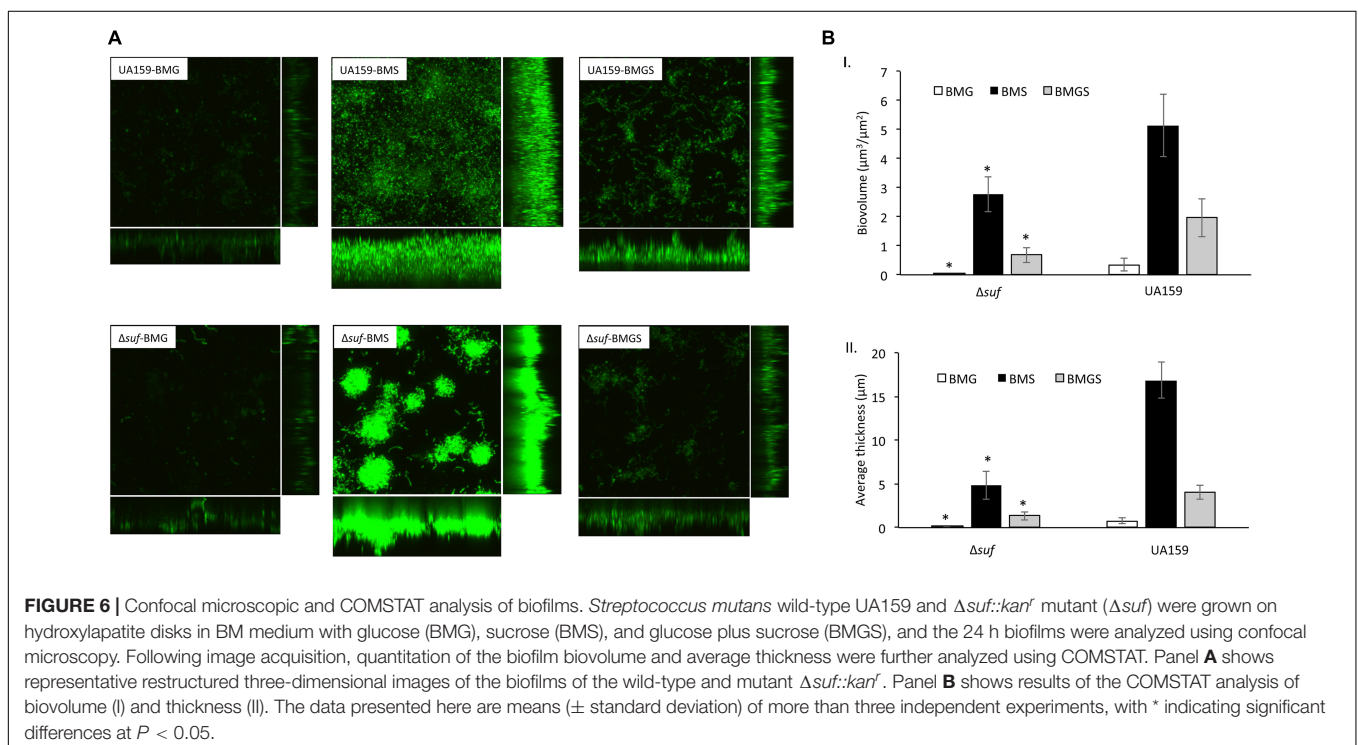 A
UA159-BMG
UA159-BMS
UA159-BMGS
Δsuf-BMG
Δsuf-BMS
Δsuf-BMGS
B
I.
Biovolume (μm³/μm²)
7
6
5
4
3
2
1
0
BMG BMS BMGS
* * *
Δsuf UA159
II.
Average thickness (μm)
20
15
10
5
0
BMG BMS BMGS
* * *
Δsuf UA159
FIGURE 6 | Confocal microscopic and COMSTAT analysis of biofilms. Streptococcus mutans wild-type UA159 and Δsuf::kanʳ mutant (Δsuf) were grown on
hydroxylapatite disks in BM medium with glucose (BMG), sucrose (BMS), and glucose plus sucrose (BMGS), and the 24 h biofilms were analyzed using confocal
microscopy. Following image acquisition, quantitation of the biofilm biovolume and average thickness were further analyzed using COMSTAT. Panel A shows
representative restructured three-dimensional images of the biofilms of the wild-type and mutant Δsuf::kanʳ. Panel B shows results of the COMSTAT analysis of
biovolume (I) and thickness (II). The data presented here are means (± standard deviation) of more than three independent experiments, with * indicating significant
differences at P < 0.05.